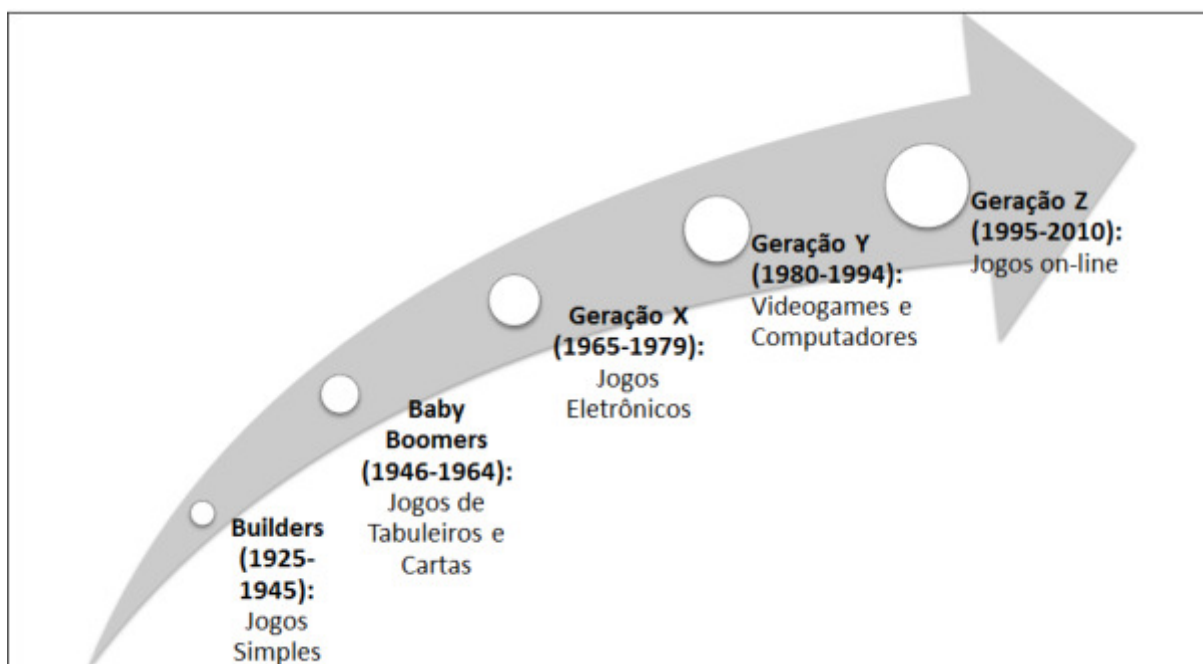 Builders
(1925-
1945):
Jogos
Simples
Baby
Boomers
(1946-1964):
Jogos de
Tabuleiros e
Cartas
Geração X
(1965-1979):
Jogos
Eletrônicos
Geração Y
(1980-1994):
Videogames e
Computadores
Geração Z
(1995-2010):
Jogos on-line